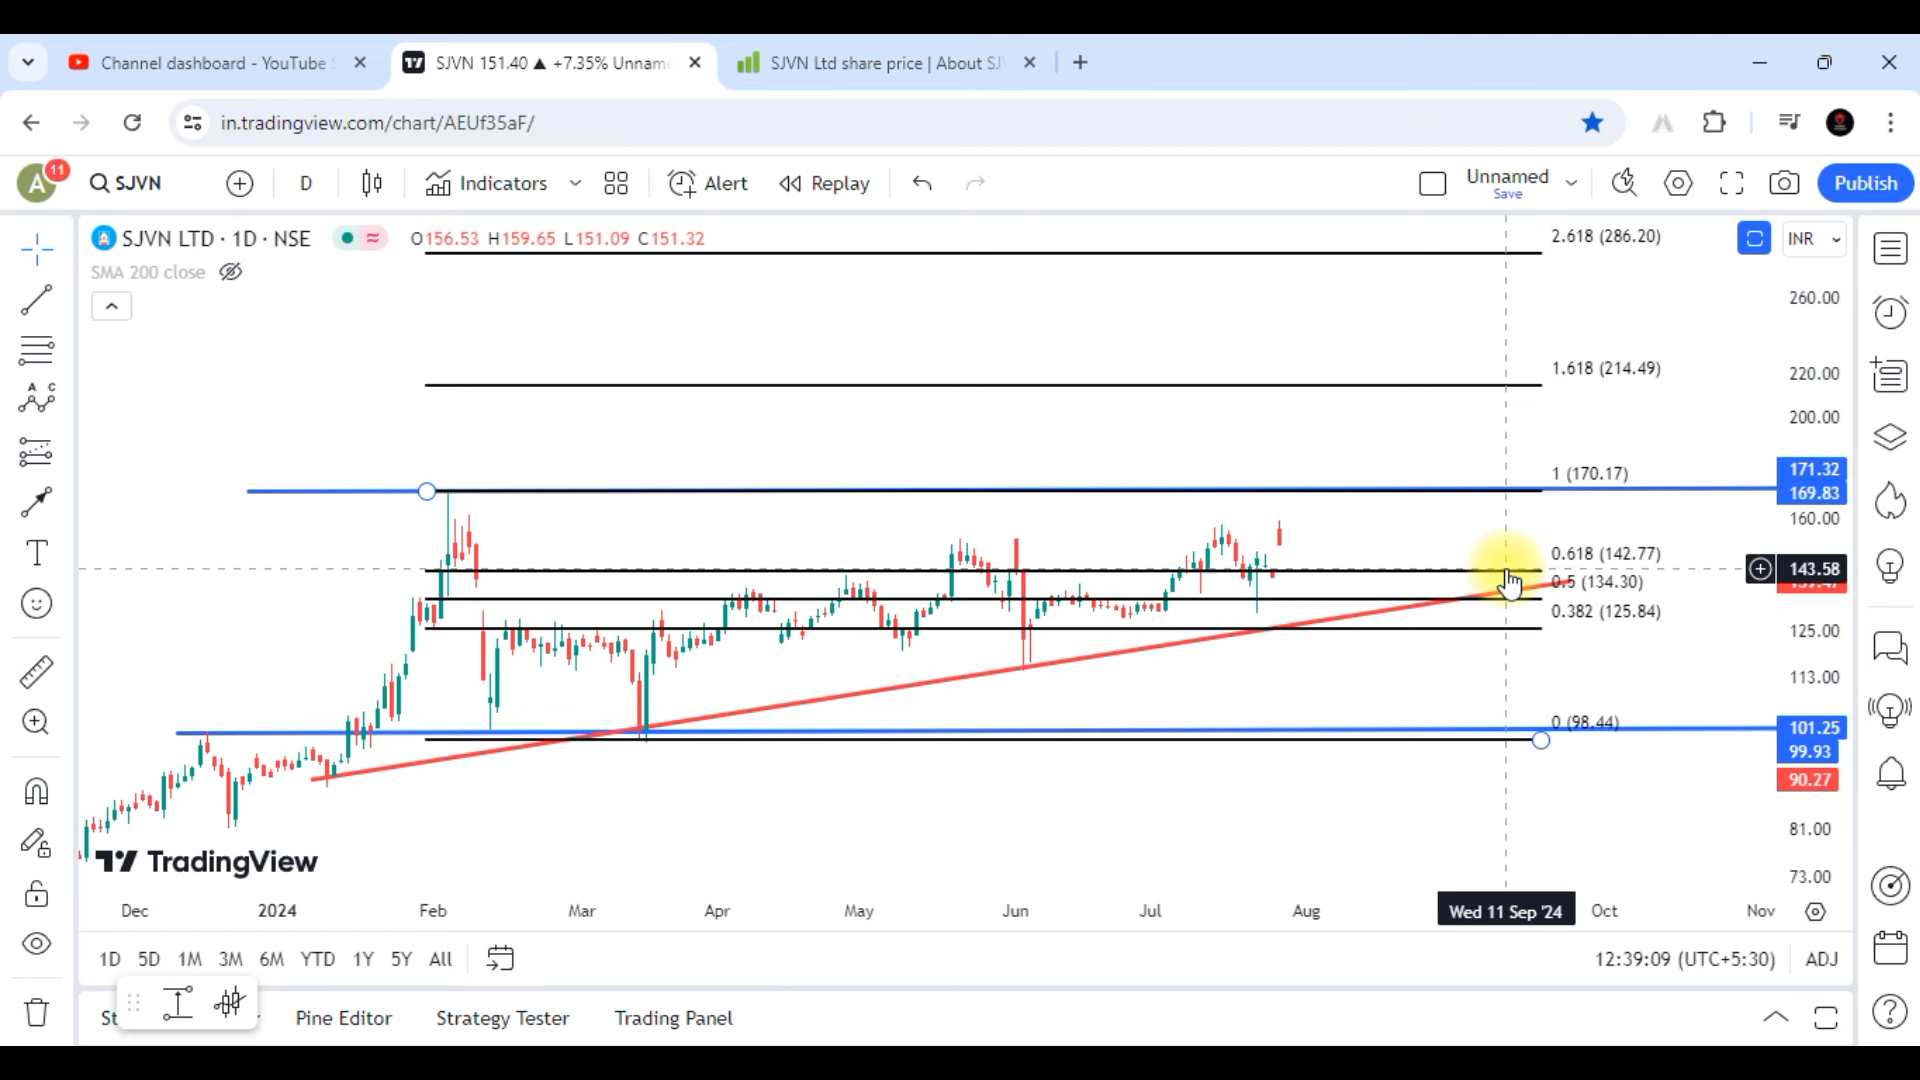 Channel dashboard - YouTube S
SJVN 151.40 ▲ +7.35% Unnam
SJVN Ltd share price | About SJ
in.tradingview.com/chart/AEUf35aF/
A
11
SJVN
D
Indicators
Alert
Replay
Unnamed
Save
Publish
SJVN LTD · 1D · NSE
O156.53 H159.65 L151.09 C151.32
SMA 200 close
INR
2.618 (286.20)
1.618 (214.49)
1 (170.17)
0.618 (142.77)
0.5 (134.30)
0.382 (125.84)
0 (98.44)
260.00
220.00
200.00
171.32
169.83
160.00
143.58
125.00
113.00
101.25
99.93
90.27
81.00
73.00
TradingView
Dec 2024 Feb Mar Apr May Jun Jul Aug Wed 11 Sep '24 Oct Nov
1D 5D 1M 3M 6M YTD 1Y 5Y All
12:39:09 (UTC+5:30) ADJ
Pine Editor Strategy Tester Trading Panel